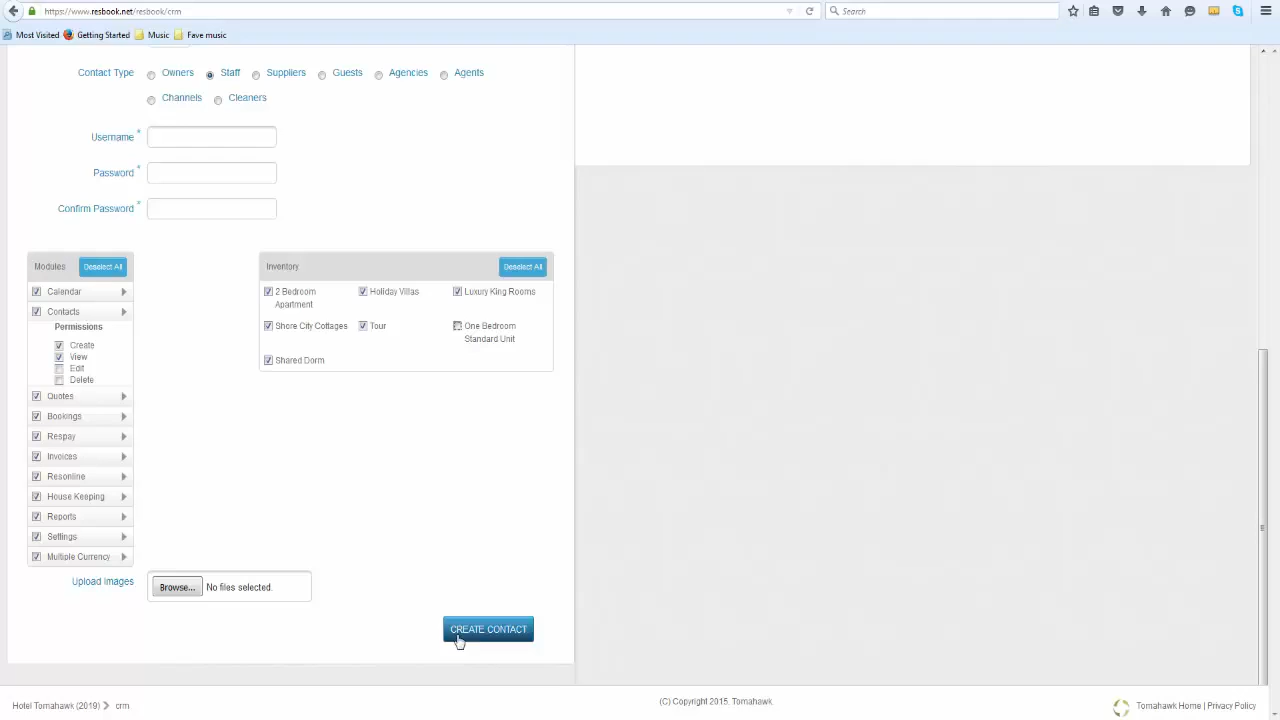 https://www.resbook.net/resbook/crm
Search
Most Visited Getting Started Music Fave music
Contact Type Owners Staff Suppliers Guests Agencies Agents
Channels Cleaners
Username *
Password *
Confirm Password *
Modules Deselect All
Calendar
Contacts
Permissions
Create
View
Edit
Delete
Quotes
Bookings
Respay
Invoices
Resonline
House Keeping
Reports
Settings
Multiple Currency
Inventory Deselect All
2 Bedroom Apartment Holiday Villas Luxury King Rooms
Shore City Cottages Tour One Bedroom Standard Unit
Shared Dorm
Upload Images Browse... No files selected.
CREATE CONTACT
Hotel Tomahawk (2019) crm
(C) Copyright 2015. Tomahawk.
Tomahawk Home | Privacy Policy